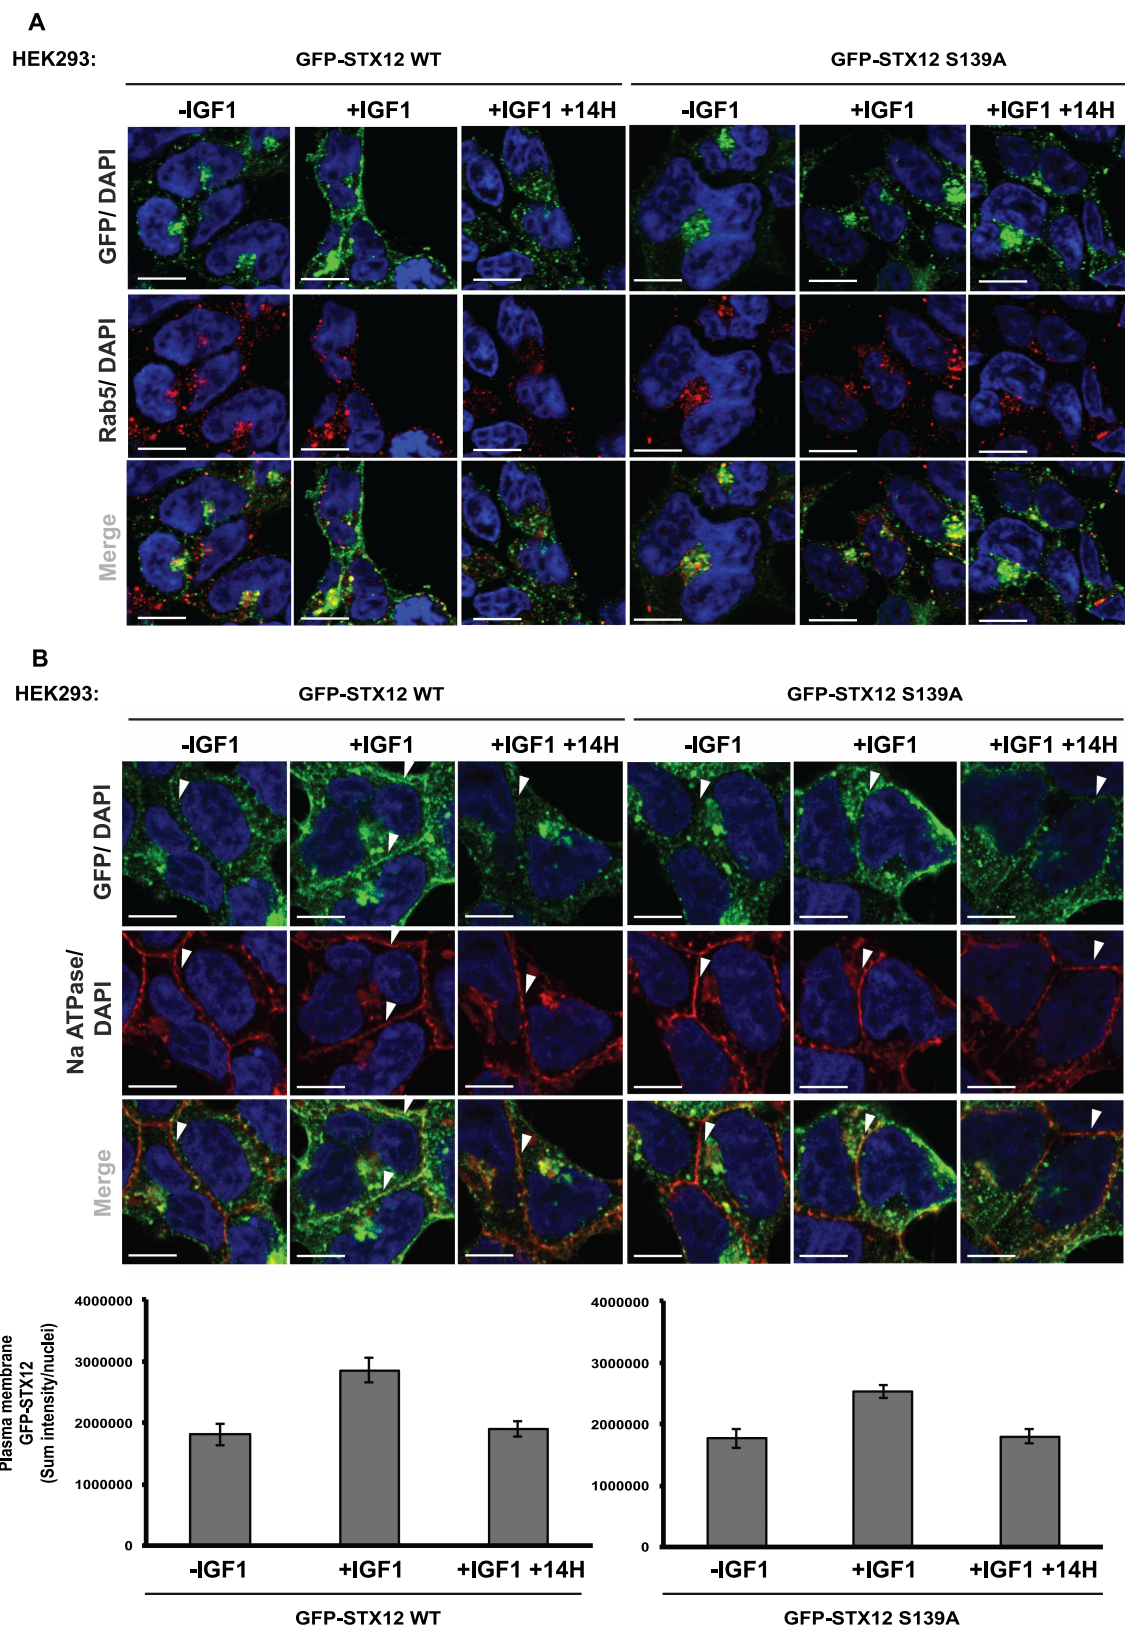 A
HEK293:
GFP-STX12 WT
GFP-STX12 S139A
-IGF1
+IGF1
+IGF1 +14H
-IGF1
+IGF1
+IGF1 +14H
GFP/ DAPI
Rab5/ DAPI
Merge
B
HEK293:
GFP-STX12 WT
GFP-STX12 S139A
-IGF1
+IGF1
+IGF1 +14H
-IGF1
+IGF1
+IGF1 +14H
GFP/ DAPI
Na ATPase/
DAPI
Merge
Plasma membrane
GFP-STX12
(Sum intensity/nuclei)
4000000
3000000
2000000
1000000
0
-IGF1
+IGF1
+IGF1 +14H
GFP-STX12 WT
4000000
3000000
2000000
1000000
0
-IGF1
+IGF1
+IGF1 +14H
GFP-STX12 S139A